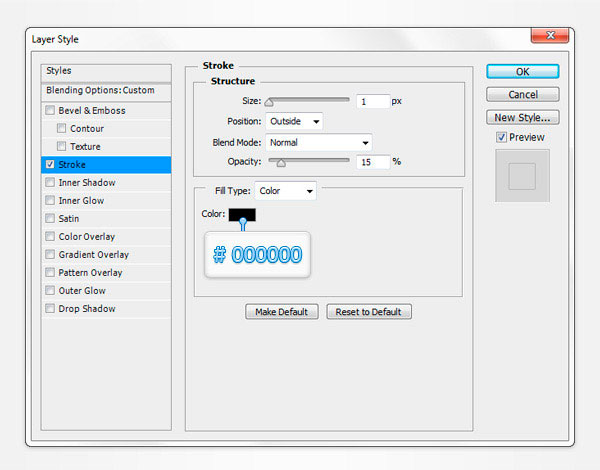 Layer Style
Styles
Blending Options:Custom
Bevel & Emboss
Contour
Texture
Stroke
Inner Shadow
Inner Glow
Satin
Color Overlay
Gradient Overlay
Pattern Overlay
Outer Glow
Drop Shadow
Stroke
Structure
Size: 1 px
Position: Outside
Blend Mode: Normal
Opacity: 15 %
Fill Type: Color
Color:
# 000000
Make Default Reset to Default
OK
Cancel
New Style...
Preview